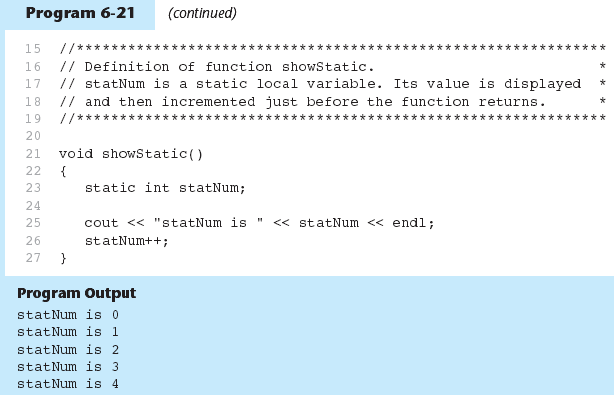 Program 6-21 (continued)
15 //***************************************************************
16 // Definition of function showStatic.                           *
17 // statNum is a static local variable. Its value is displayed  *
18 // and then incremented just before the function returns.      *
19 //***************************************************************
20
21 void showStatic()
22 {
23    static int statNum;
24
25    cout << "statNum is " << statNum << endl;
26    statNum++;
27 }
Program Output
statNum is 0
statNum is 1
statNum is 2
statNum is 3
statNum is 4